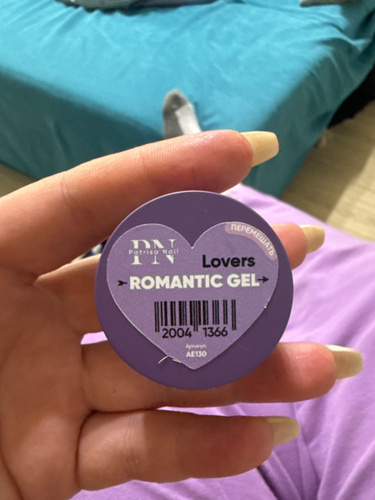 ПЕРЕМЕШАТЬ
PN
Patrisa Nail
Lovers
ROMANTIC GEL
2004 1366
Артикул:
AE130